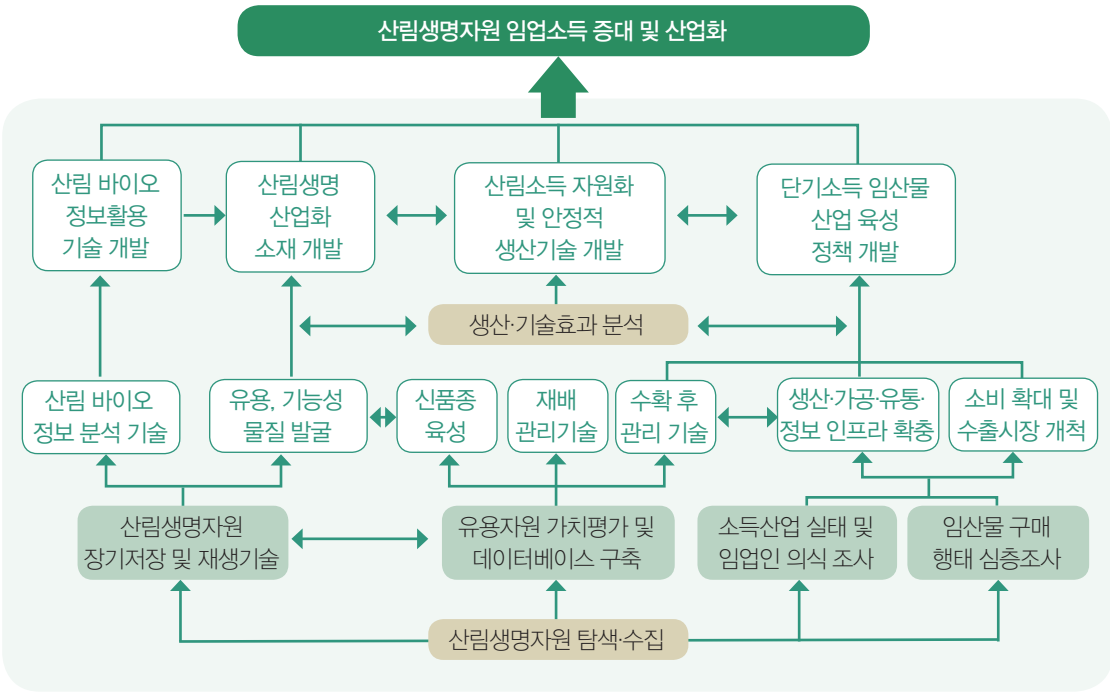 산림생명자원 임업소득 증대 및 산업화
산림 바이오
정보활용
기술 개발
산림생명
산업화
소재 개발
산림소득 자원화
및 안정적
생산기술 개발
단기소득 임산물
산업 육성
정책 개발
생산·기술효과 분석
산림 바이오
정보 분석 기술
유용, 기능성
물질 발굴
신품종
육성
재배
관리기술
수확 후
관리 기술
생산·가공·유통·
정보 인프라 확충
소비 확대 및
수출시장 개척
산림생명자원
장기저장 및 재생기술
유용자원 가치평가 및
데이터베이스 구축
소득산업 실태 및
임업인 의식 조사
임산물 구매
행태 심층조사
산림생명자원 탐색·수집